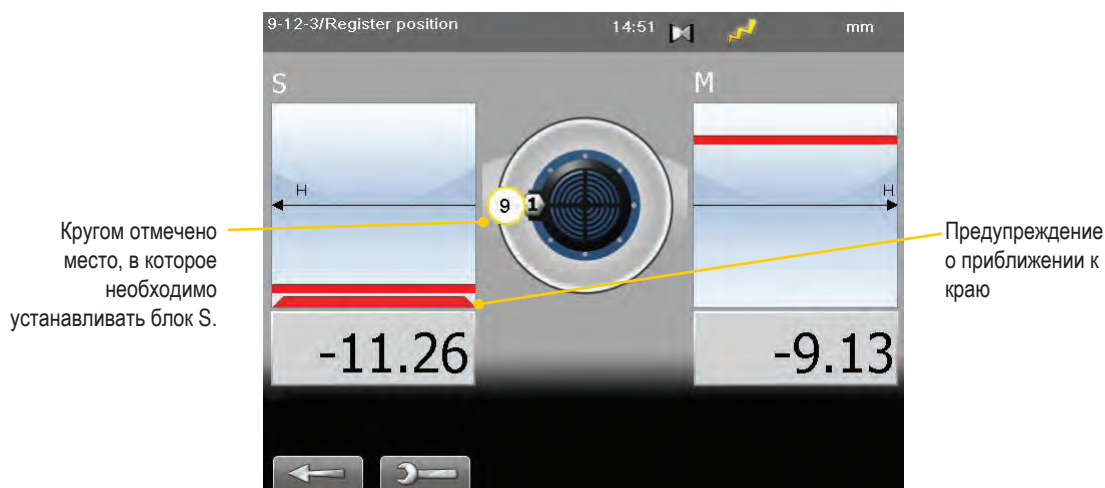 9-12-3/Register position 14:51 mm
S
M
H
H
9 1
Кругом отмечено
место, в которое
необходимо
устанавливать блок S.
Предупреждение
о приближении к
краю
-11.26
-9.13